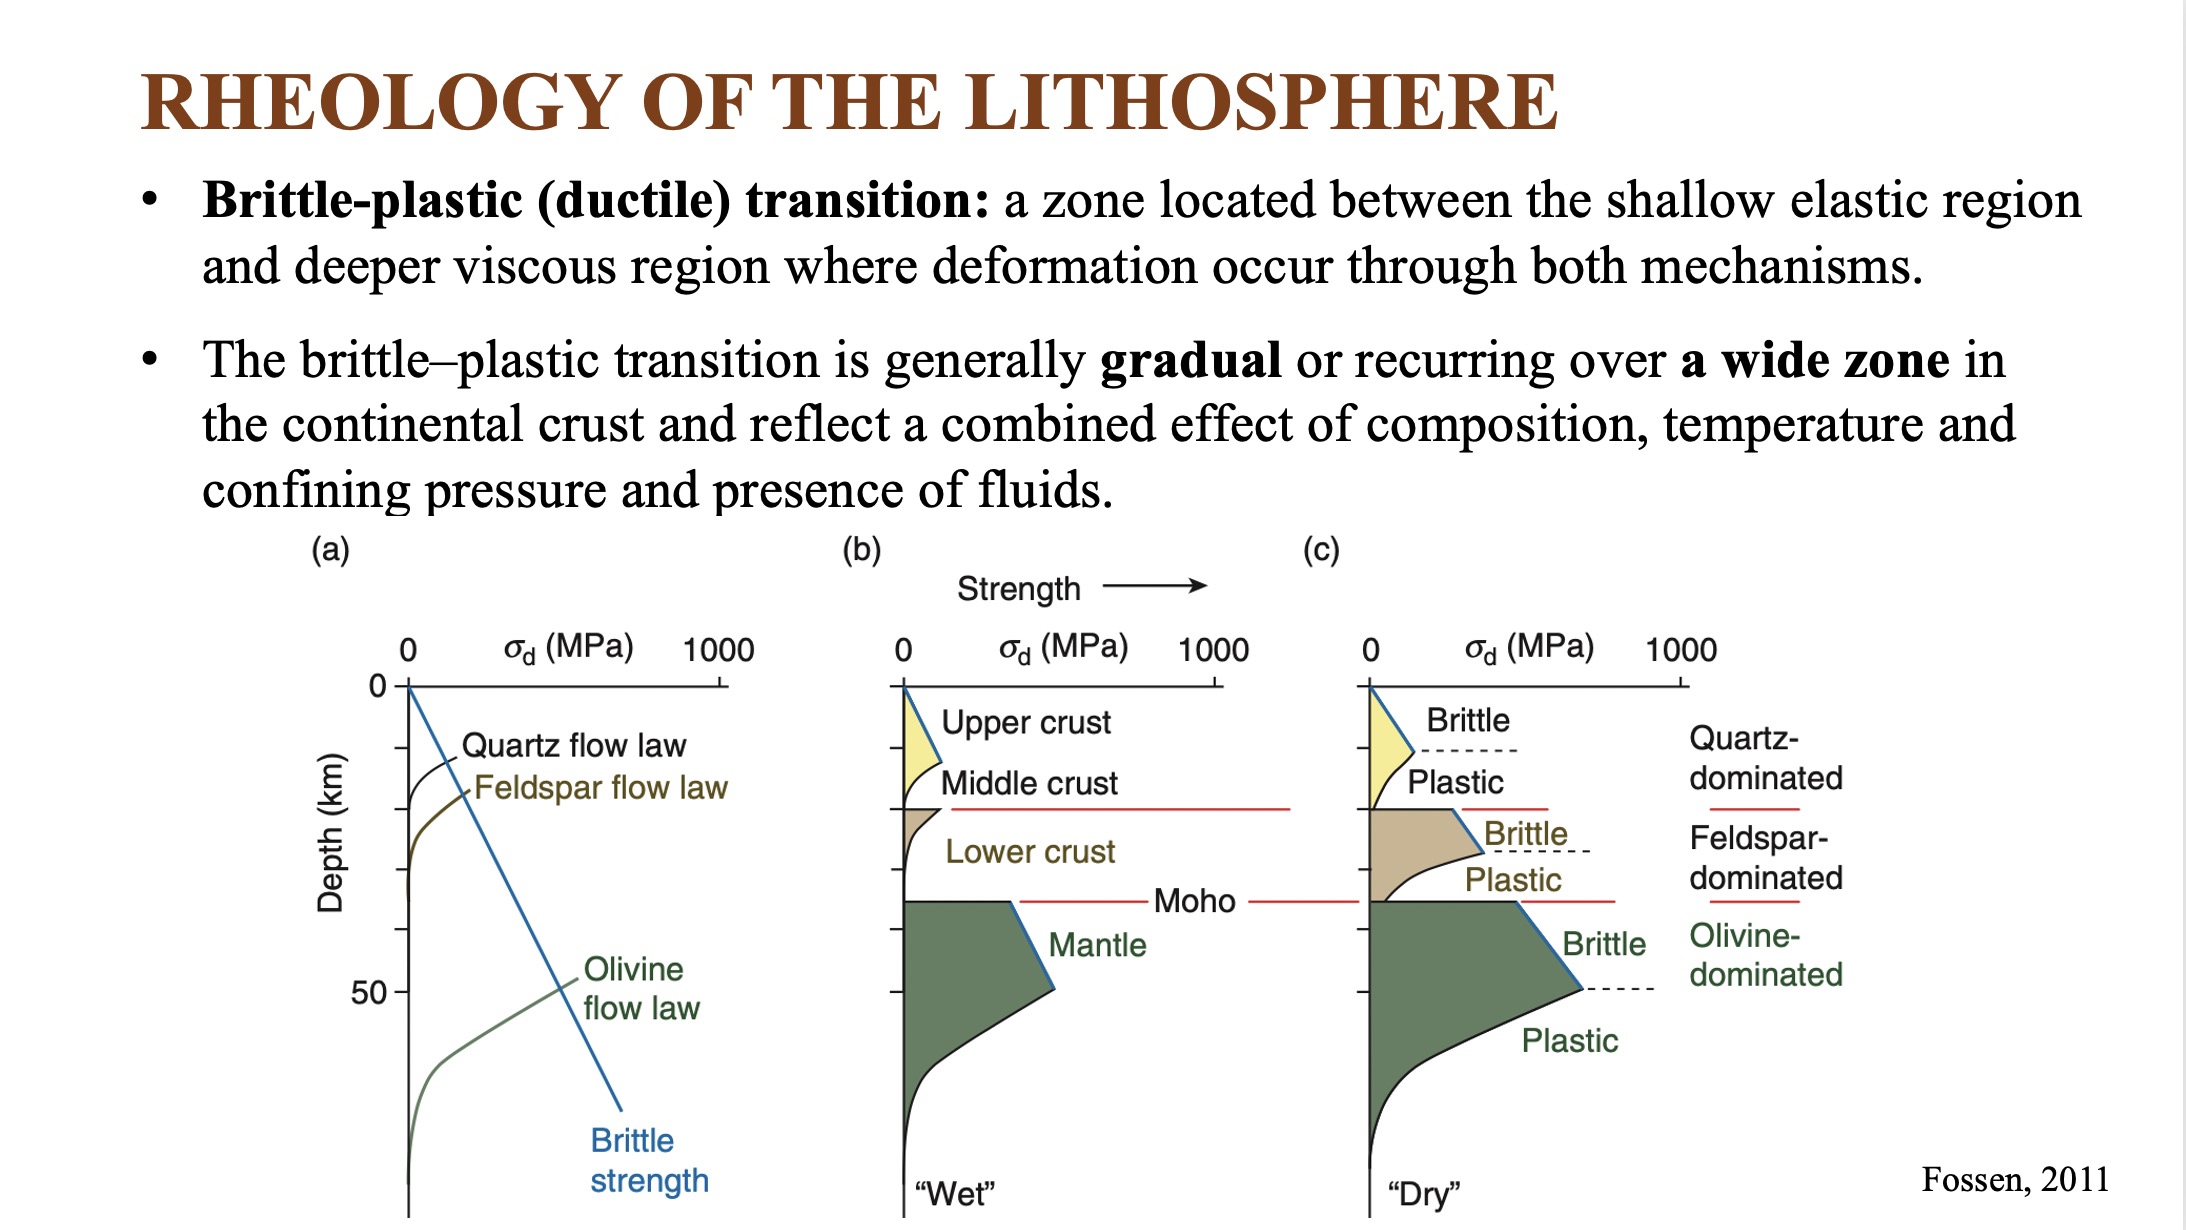 RHEOLOGY OF THE LITHOSPHERE
• Brittle-plastic (ductile) transition: a zone located between the shallow elastic region
and deeper viscous region where deformation occur through both mechanisms.
• The brittle–plastic transition is generally gradual or recurring over a wide zone in
the continental crust and reflect a combined effect of composition, temperature and
confining pressure and presence of fluids.
(a)
0 σd (MPa) 1000
0
Quartz flow law
Feldspar flow law
Depth (km)
50
Olivine
flow law
Brittle
strength
(b)
Strength
0 σd (MPa) 1000
Upper crust
Middle crust
Lower crust
Moho
Mantle
“Wet”
(c)
0 σd (MPa) 1000
Brittle
Plastic
Brittle
Plastic
Brittle
Plastic
“Dry”
Quartz-
dominated
Feldspar-
dominated
Olivine-
dominated
Fossen, 2011